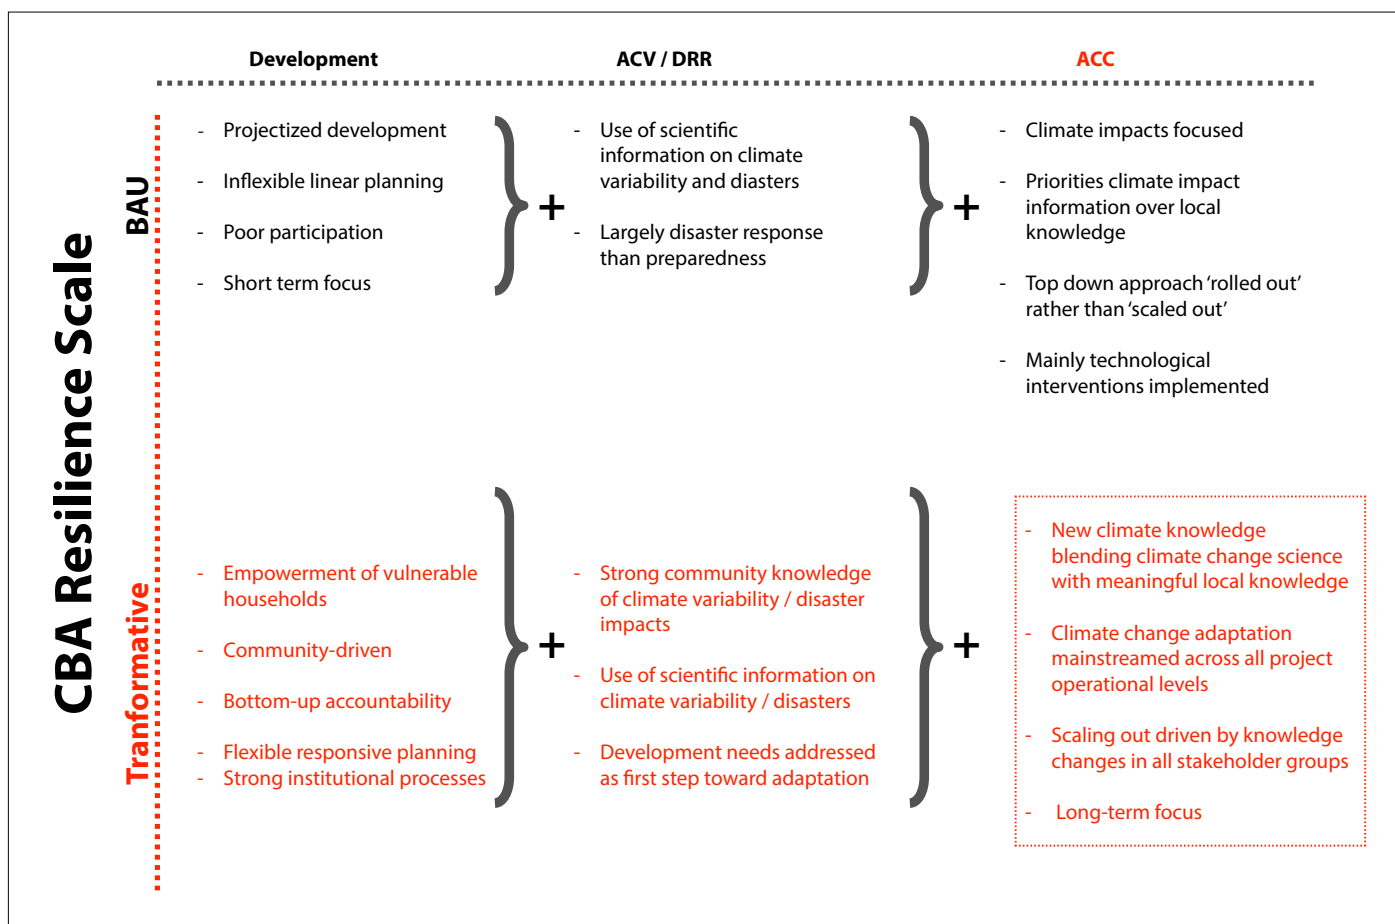 CBA Resilience Scale
Development
ACV / DRR
ACC
BAU
- Projectized development
- Inflexible linear planning
- Poor participation
- Short term focus
+
- Use of scientific
information on climate
variability and diasters
- Largely disaster response
than preparedness
+
- Climate impacts focused
- Priorities climate impact
information over local
knowledge
- Top down approach ‘rolled out’
rather than ‘scaled out’
- Mainly technological
interventions implemented
Tranformative
- Empowerment of vulnerable
households
- Community-driven
- Bottom-up accountability
- Flexible responsive planning
- Strong institutional processes
+
- Strong community knowledge
of climate variability / disaster
impacts
- Use of scientific information on
climate variability / disasters
- Development needs addressed
as first step toward adaptation
+
- New climate knowledge
blending climate change science
with meaningful local knowledge
- Climate change adaptation
mainstreamed across all project
operational levels
- Scaling out driven by knowledge
changes in all stakeholder groups
- Long-term focus